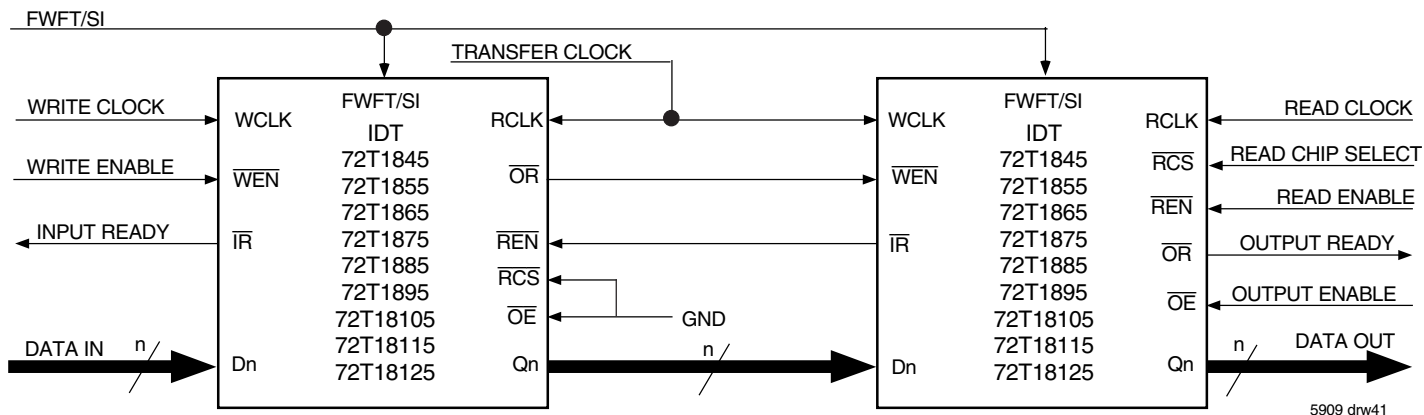 FWFT/SI
TRANSFER CLOCK
WRITE CLOCK
WRITE ENABLE
INPUT READY
DATA IN
n
FWFT/SI
IDT
72T1845
72T1855
72T1865
72T1875
72T1885
72T1895
72T18105
72T18115
72T18125
WCLK
WEN
IR
Dn
RCLK
OR
REN
RCS
OE
Qn
GND
n
FWFT/SI
IDT
72T1845
72T1855
72T1865
72T1875
72T1885
72T1895
72T18105
72T18115
72T18125
WCLK
WEN
IR
Dn
RCLK
RCS
REN
OR
OE
Qn
READ CLOCK
READ CHIP SELECT
READ ENABLE
OUTPUT READY
OUTPUT ENABLE
n
DATA OUT
5909 drw41